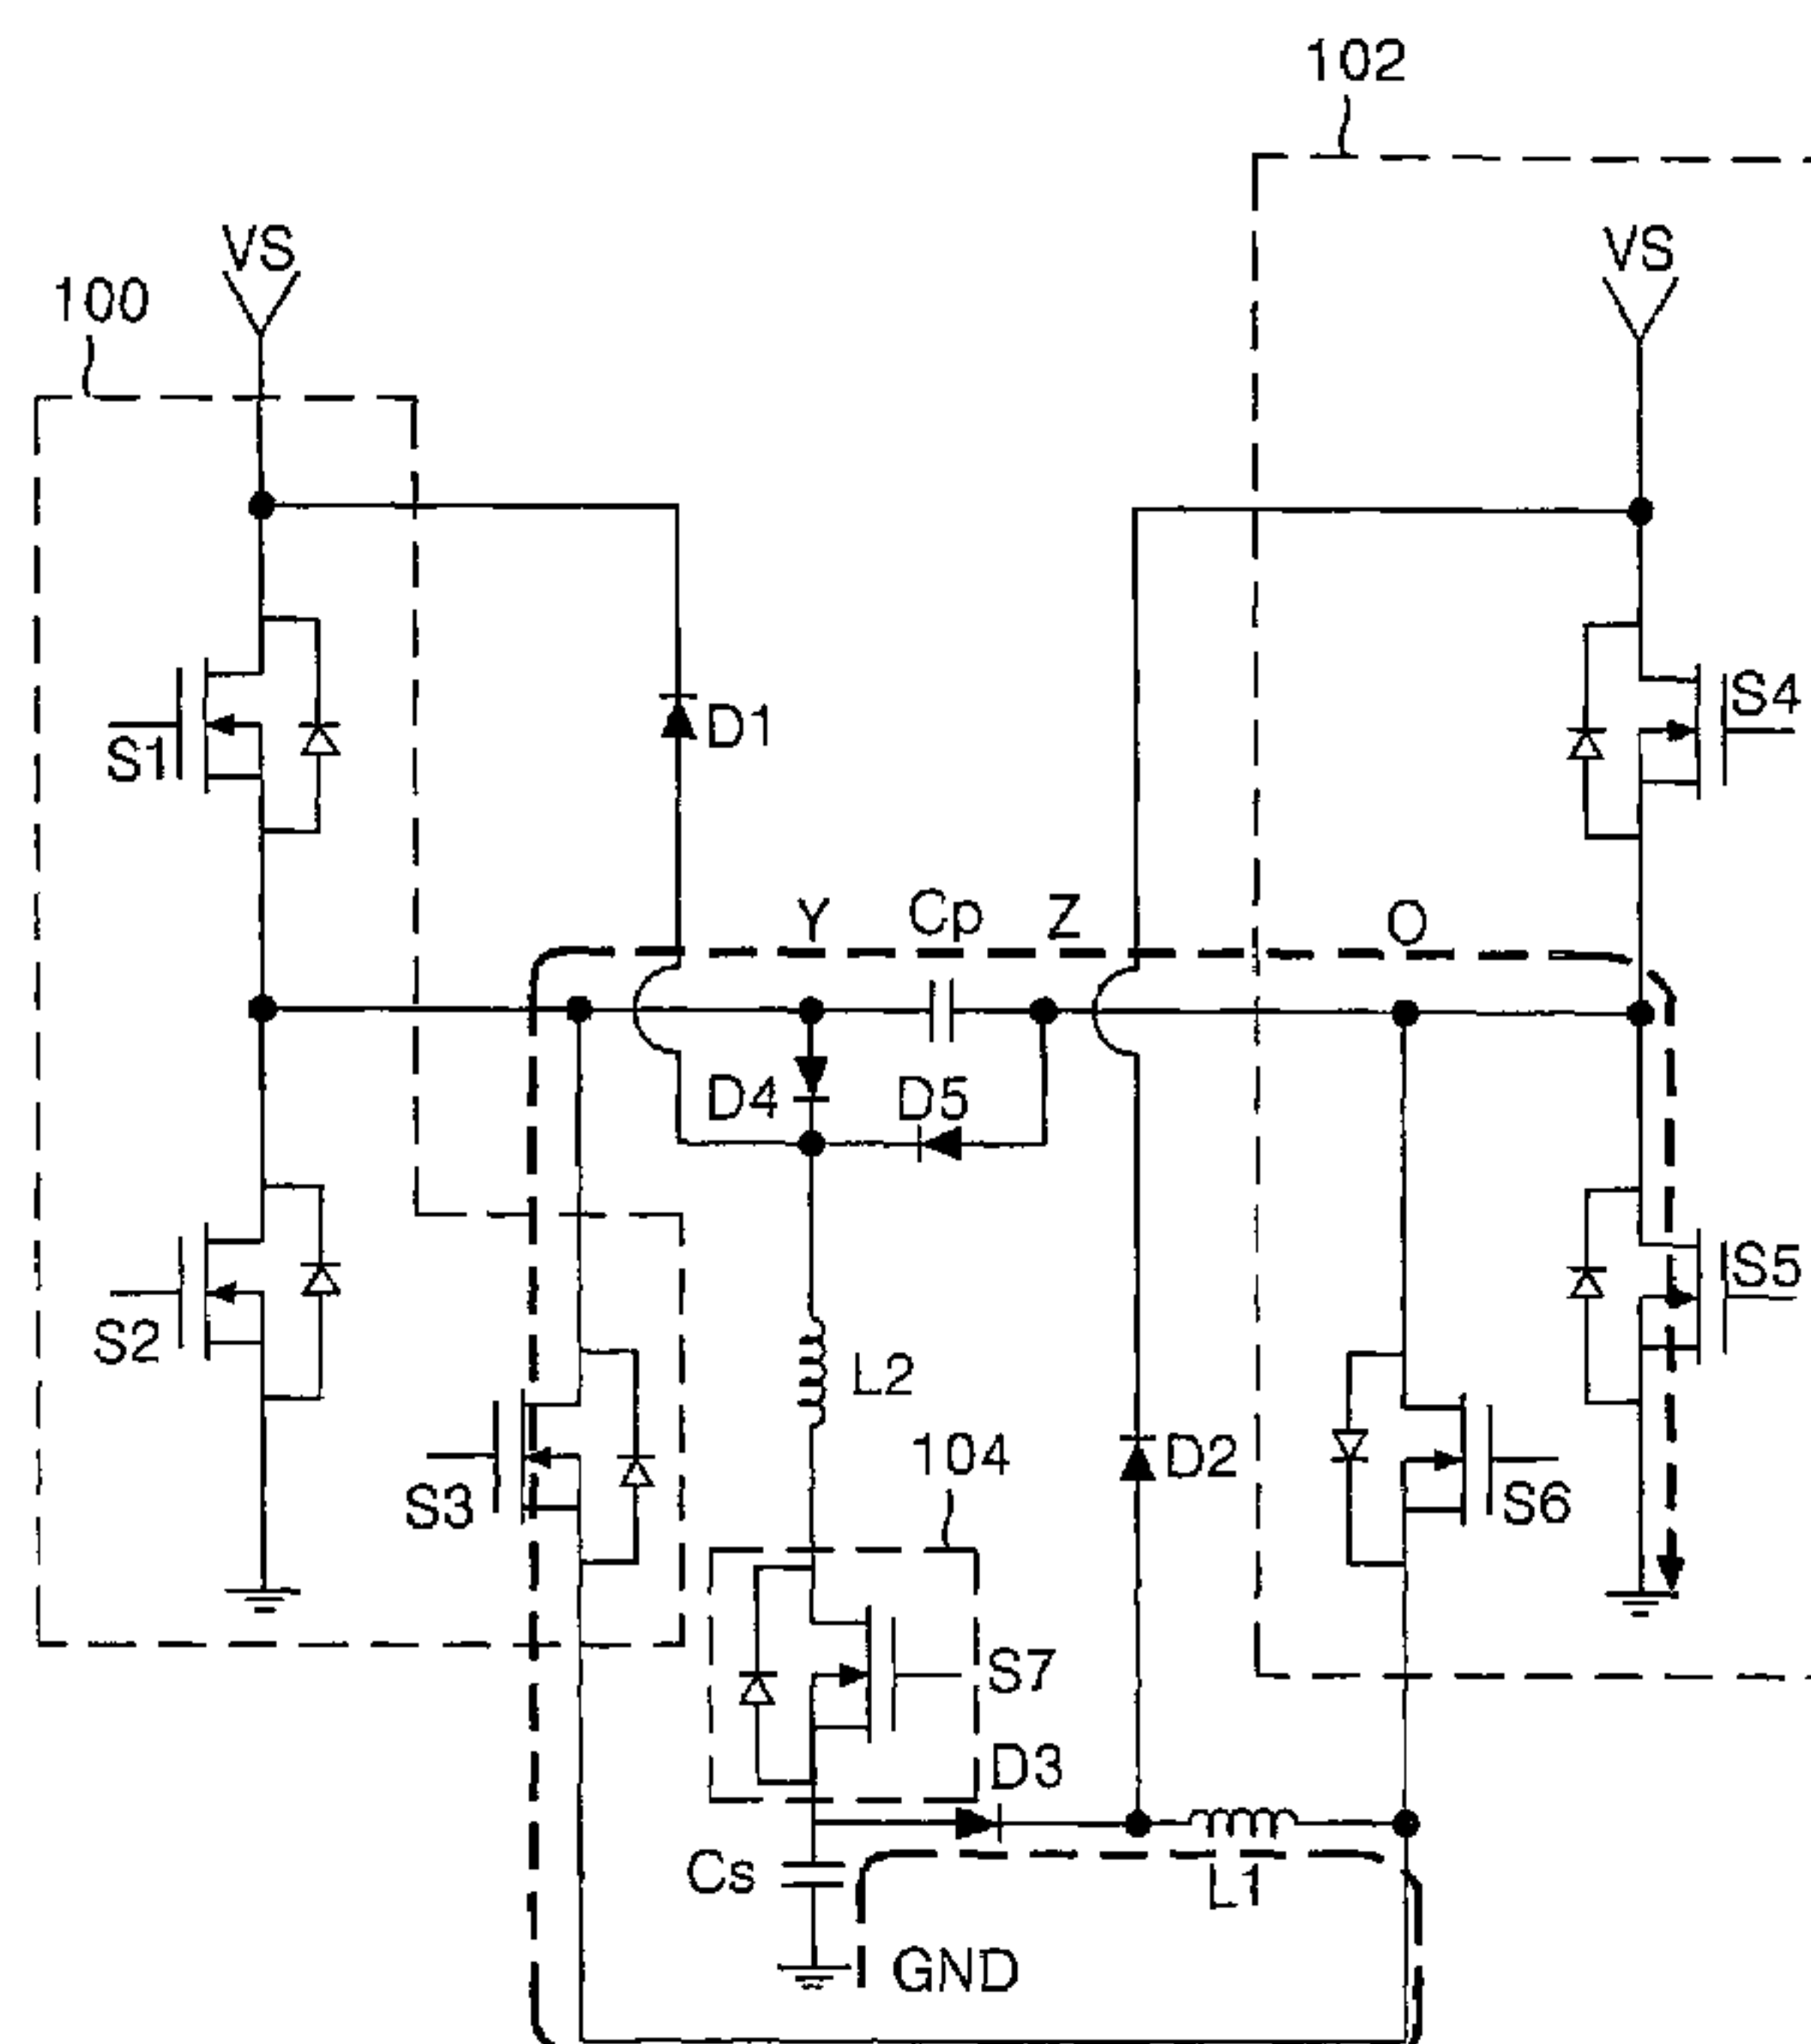 102
VS
VS
100
S4
D1
S1
Y
Cp
Z
O
D4
D5
S5
S2
L2
104
D2
S3
S6
S7
D3
Cs
L1
GND